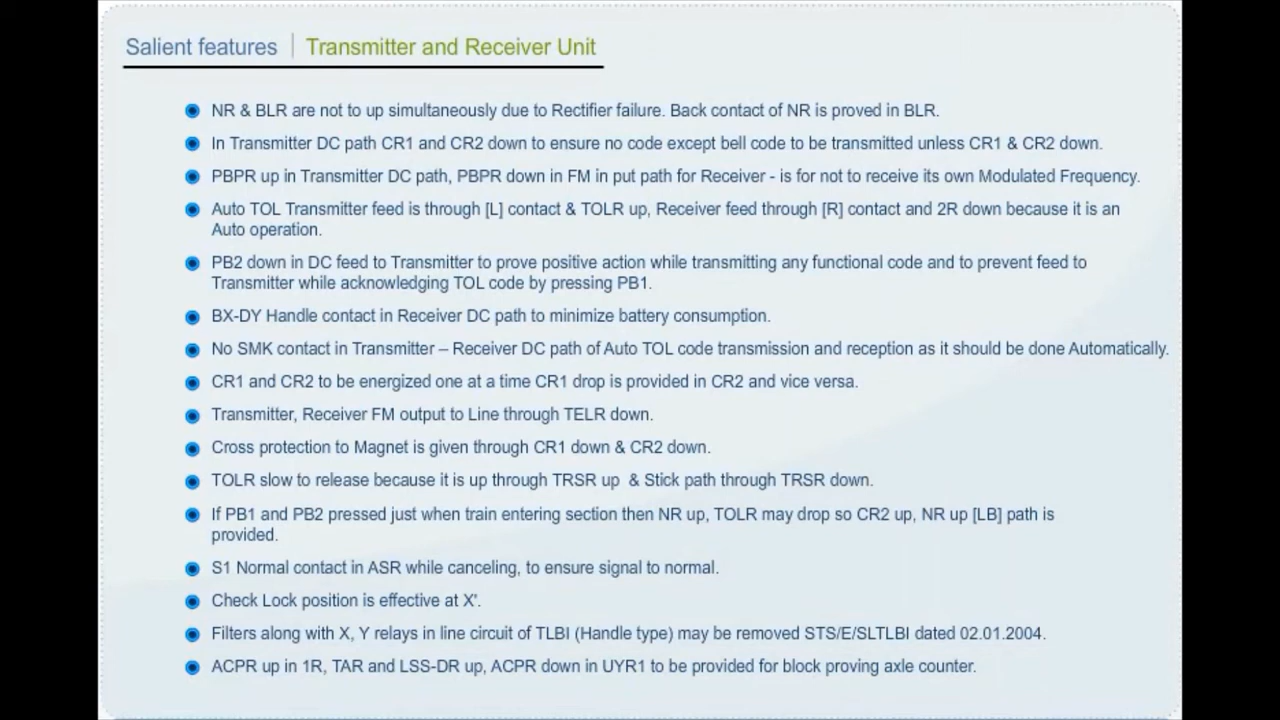 Salient features | Transmitter and Receiver Unit
NR & BLR are not to up simultaneously due to Rectifier failure. Back contact of NR is proved in BLR.
In Transmitter DC path CR1 and CR2 down to ensure no code except bell code to be transmitted unless CR1 & CR2 down.
PBPR up in Transmitter DC path, PBPR down in FM in put path for Receiver - is for not to receive its own Modulated Frequency.
Auto TOL Transmitter feed is through [L] contact & TOLR up, Receiver feed through [R] contact and 2R down because it is an
Auto operation.
PB2 down in DC feed to Transmitter to prove positive action while transmitting any functional code and to prevent feed to
Transmitter while acknowledging TOL code by pressing PB1.
BX-DY Handle contact in Receiver DC path to minimize battery consumption.
No SMK contact in Transmitter – Receiver DC path of Auto TOL code transmission and reception as it should be done Automatically.
CR1 and CR2 to be energized one at a time CR1 drop is provided in CR2 and vice versa.
Transmitter, Receiver FM output to Line through TELR down.
Cross protection to Magnet is given through CR1 down & CR2 down.
TOLR slow to release because it is up through TRSR up & Stick path through TRSR down.
If PB1 and PB2 pressed just when train entering section then NR up, TOLR may drop so CR2 up, NR up [LB] path is
provided.
S1 Normal contact in ASR while canceling, to ensure signal to normal.
Check Lock position is effective at X'.
Filters along with X, Y relays in line circuit of TLBI (Handle type) may be removed STS/E/SLTLBI dated 02.01.2004.
ACPR up in 1R, TAR and LSS-DR up, ACPR down in UYR1 to be provided for block proving axle counter.